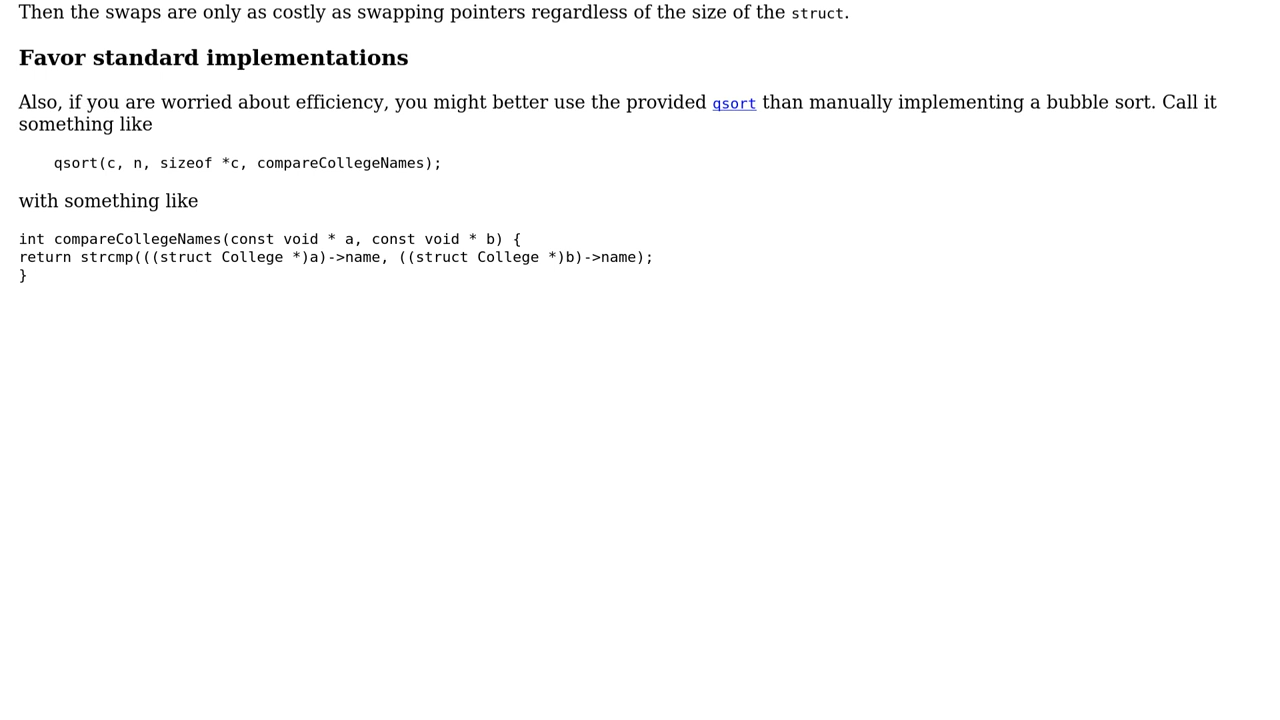 Then the swaps are only as costly as swapping pointers regardless of the size of the struct.
Favor standard implementations
Also, if you are worried about efficiency, you might better use the provided qsort than manually implementing a bubble sort. Call it
something like
    qsort(c, n, sizeof *c, compareCollegeNames);
with something like
int compareCollegeNames(const void * a, const void * b) {
return strcmp(((struct College *)a)->name, ((struct College *)b)->name);
}